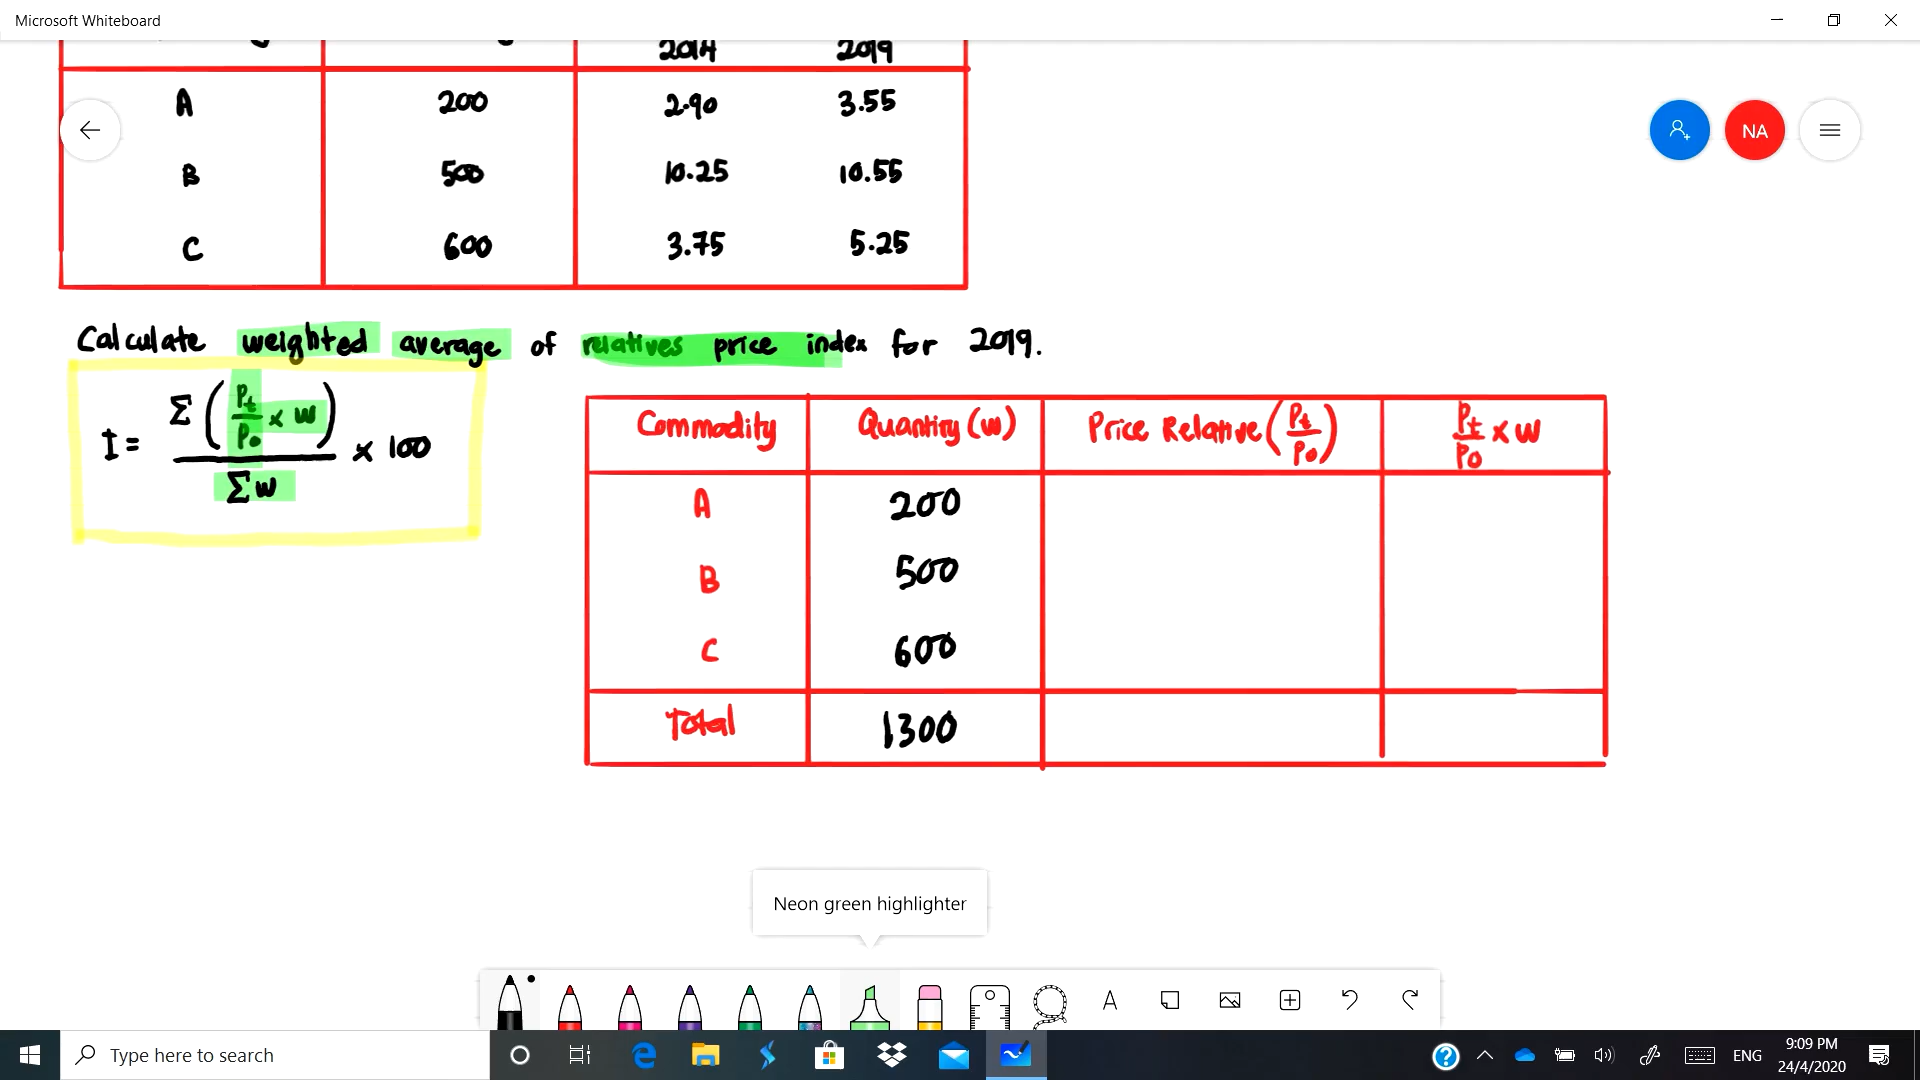 Microsoft Whiteboard
2014 2019
A 200 2.90 3.55
B 500 10.25 10.55
C 600 3.75 5.25
NA
Calculate weighted average of relatives price index for 2019.
I = Σ (Pt/Po × w) / Σw × 100
Commodity Quantity (w) Price Relative (Pt/Po) Pt/Po × w
A 200
B 500
C 600
Total 1300
Neon green highlighter
Type here to search
ENG
9:09 PM
24/4/2020